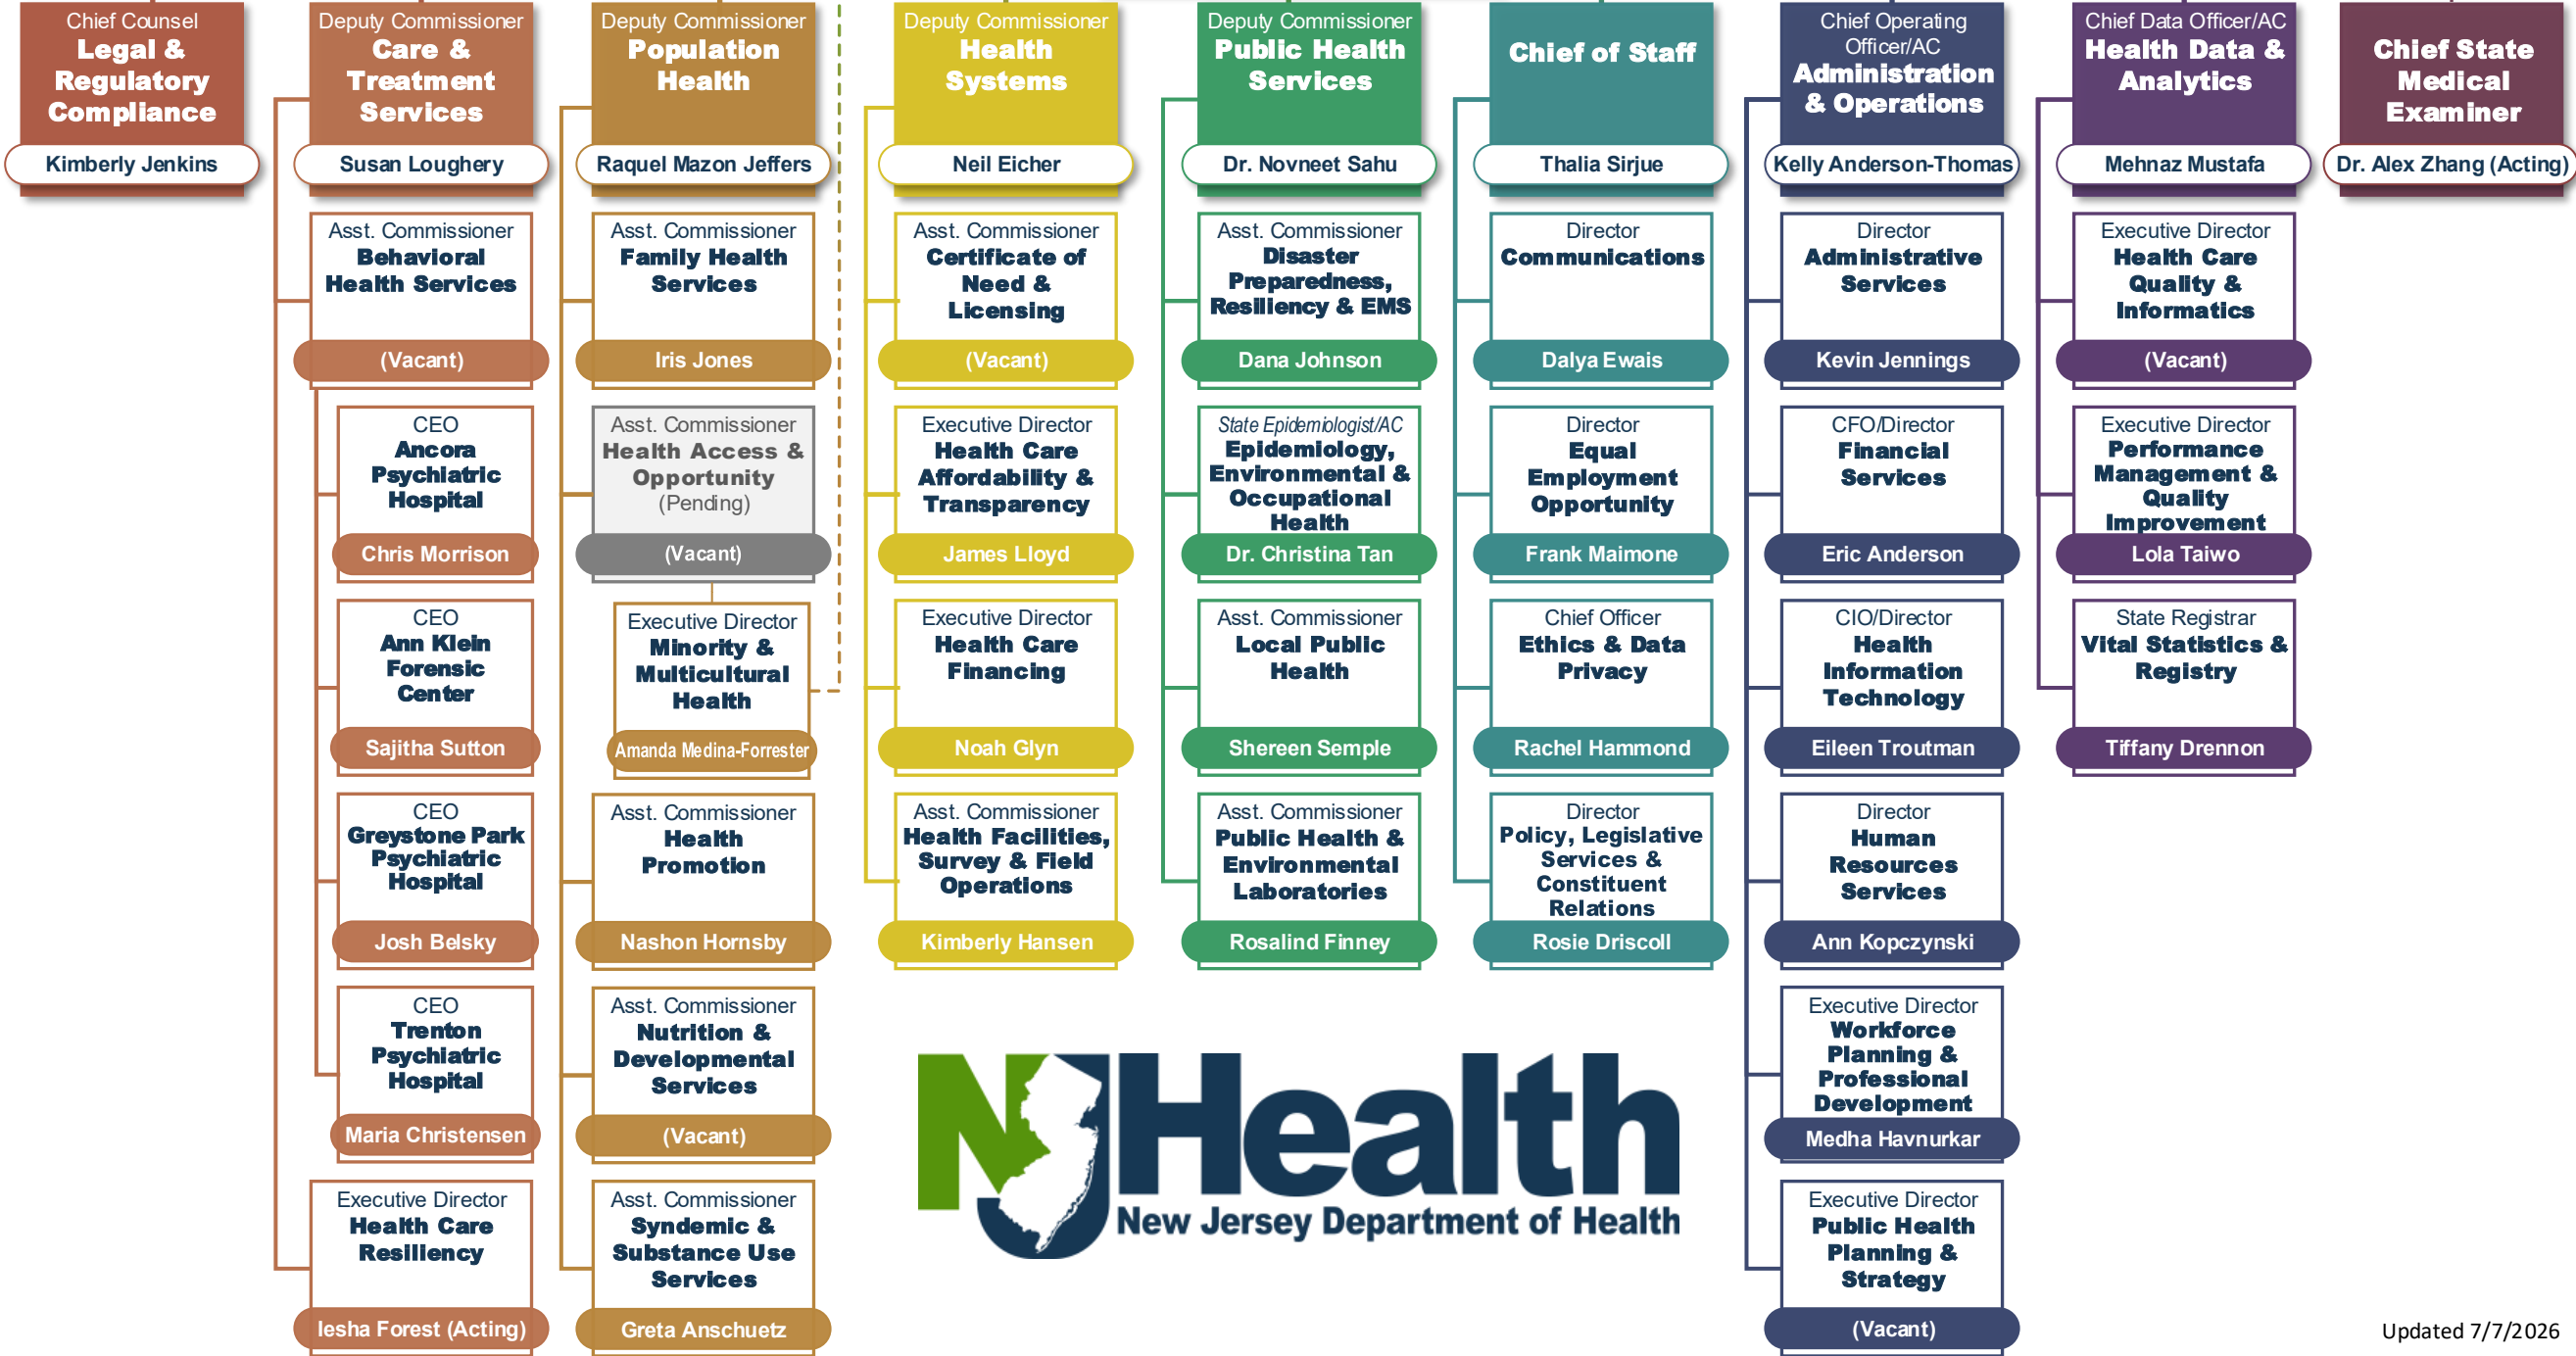 Chief Counsel
Legal &
Regulatory
Compliance
Kimberly Jenkins
Deputy Commissioner
Care &
Treatment
Services
Susan Loughery
Asst. Commissioner
Behavioral
Health Services
(Vacant)
CEO
Ancora
Psychiatric
Hospital
Chris Morrison
CEO
Ann Klein
Forensic
Center
Sajitha Sutton
CEO
Greystone Park
Psychiatric
Hospital
Josh Belsky
CEO
Trenton
Psychiatric
Hospital
Maria Christensen
Executive Director
Health Care
Resiliency
Iesha Forest (Acting)
Deputy Commissioner
Population
Health
Raquel Mazon Jeffers
Asst. Commissioner
Family Health
Services
Iris Jones
Asst. Commissioner
Health Access &
Opportunity
(Pending)
(Vacant)
Executive Director
Minority &
Multicultural
Health
Amanda Medina-Forrester
Asst. Commissioner
Health
Promotion
Nashon Hornsby
Asst. Commissioner
Nutrition &
Developmental
Services
(Vacant)
Asst. Commissioner
Syndemic &
Substance Use
Services
Greta Anschuetz
Deputy Commissioner
Health
Systems
Neil Eicher
Asst. Commissioner
Certificate of
Need &
Licensing
(Vacant)
Executive Director
Health Care
Affordability &
Transparency
James Lloyd
Executive Director
Health Care
Financing
Noah Glyn
Asst. Commissioner
Health Facilities,
Survey & Field
Operations
Kimberly Hansen
Deputy Commissioner
Public Health
Services
Dr. Novneet Sahu
Asst. Commissioner
Disaster
Preparedness,
Resiliency & EMS
Dana Johnson
State Epidemiologist/AC
Epidemiology,
Environmental &
Occupational
Health
Dr. Christina Tan
Asst. Commissioner
Local Public
Health
Shereen Semple
Asst. Commissioner
Public Health &
Environmental
Laboratories
Rosalind Finney
Chief of Staff
Thalia Sirjue
Director
Communications
Dalya Ewais
Director
Equal
Employment
Opportunity
Frank Maimone
Chief Officer
Ethics & Data
Privacy
Rachel Hammond
Director
Policy, Legislative
Services &
Constituent
Relations
Rosie Driscoll
Chief Operating
Officer/AC
Administration
& Operations
Kelly Anderson-Thomas
Director
Administrative
Services
Kevin Jennings
CFO/Director
Financial
Services
Eric Anderson
CIO/Director
Health
Information
Technology
Eileen Troutman
Director
Human
Resources
Services
Ann Kopczynski
Executive Director
Workforce
Planning &
Professional
Development
Medha Havnurkar
Executive Director
Public Health
Planning &
Strategy
(Vacant)
Chief Data Officer/AC
Health Data &
Analytics
Mehnaz Mustafa
Executive Director
Health Care
Quality &
Informatics
(Vacant)
Executive Director
Performance
Management &
Quality
Improvement
Lola Taiwo
State Registrar
Vital Statistics &
Registry
Tiffany Drennon
Chief State
Medical
Examiner
Dr. Alex Zhang (Acting)
NJ Health
New Jersey Department of Health
Updated 7/7/2026